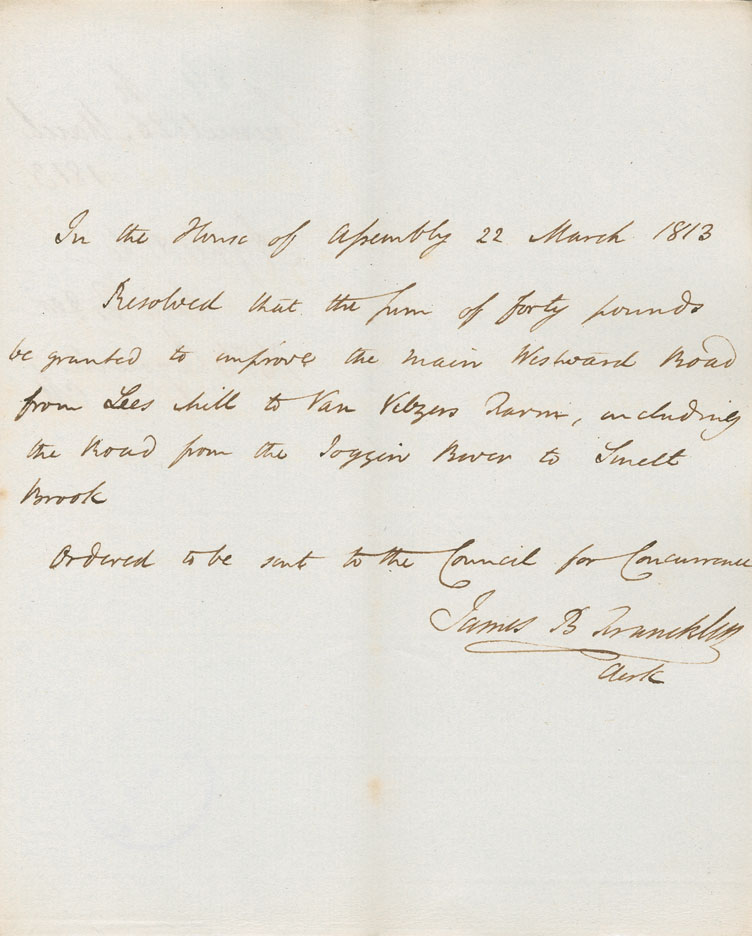 In the House of Assembly 22 March 1813
Resolved that the sum of forty pounds
be granted to improve the main Westward Road
from Lees Mill to Van Farm, including
the Road from the Joggin River to Smelt
Brook
Ordered to be sent to the Council for Concurrence
James B Francklin
Clerk